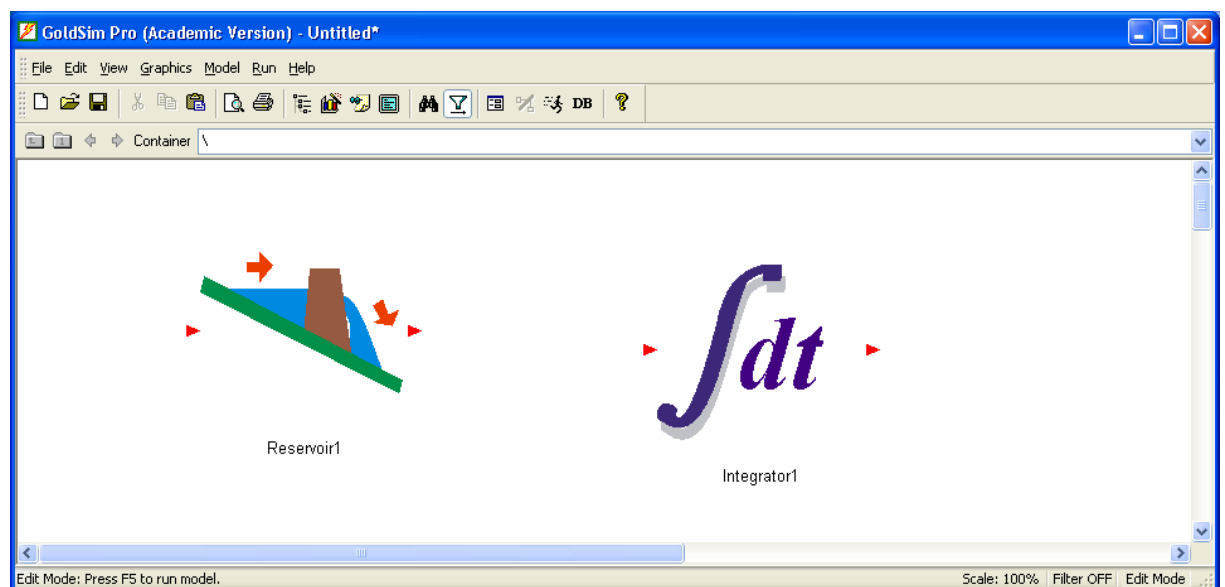 GoldSim Pro (Academic Version) - Untitled*
File Edit View Graphics Model Run Help
DB ?
Container \
Reservoir1
∫dt
Integrator1
Edit Mode: Press F5 to run model. Scale: 100% Filter OFF Edit Mode